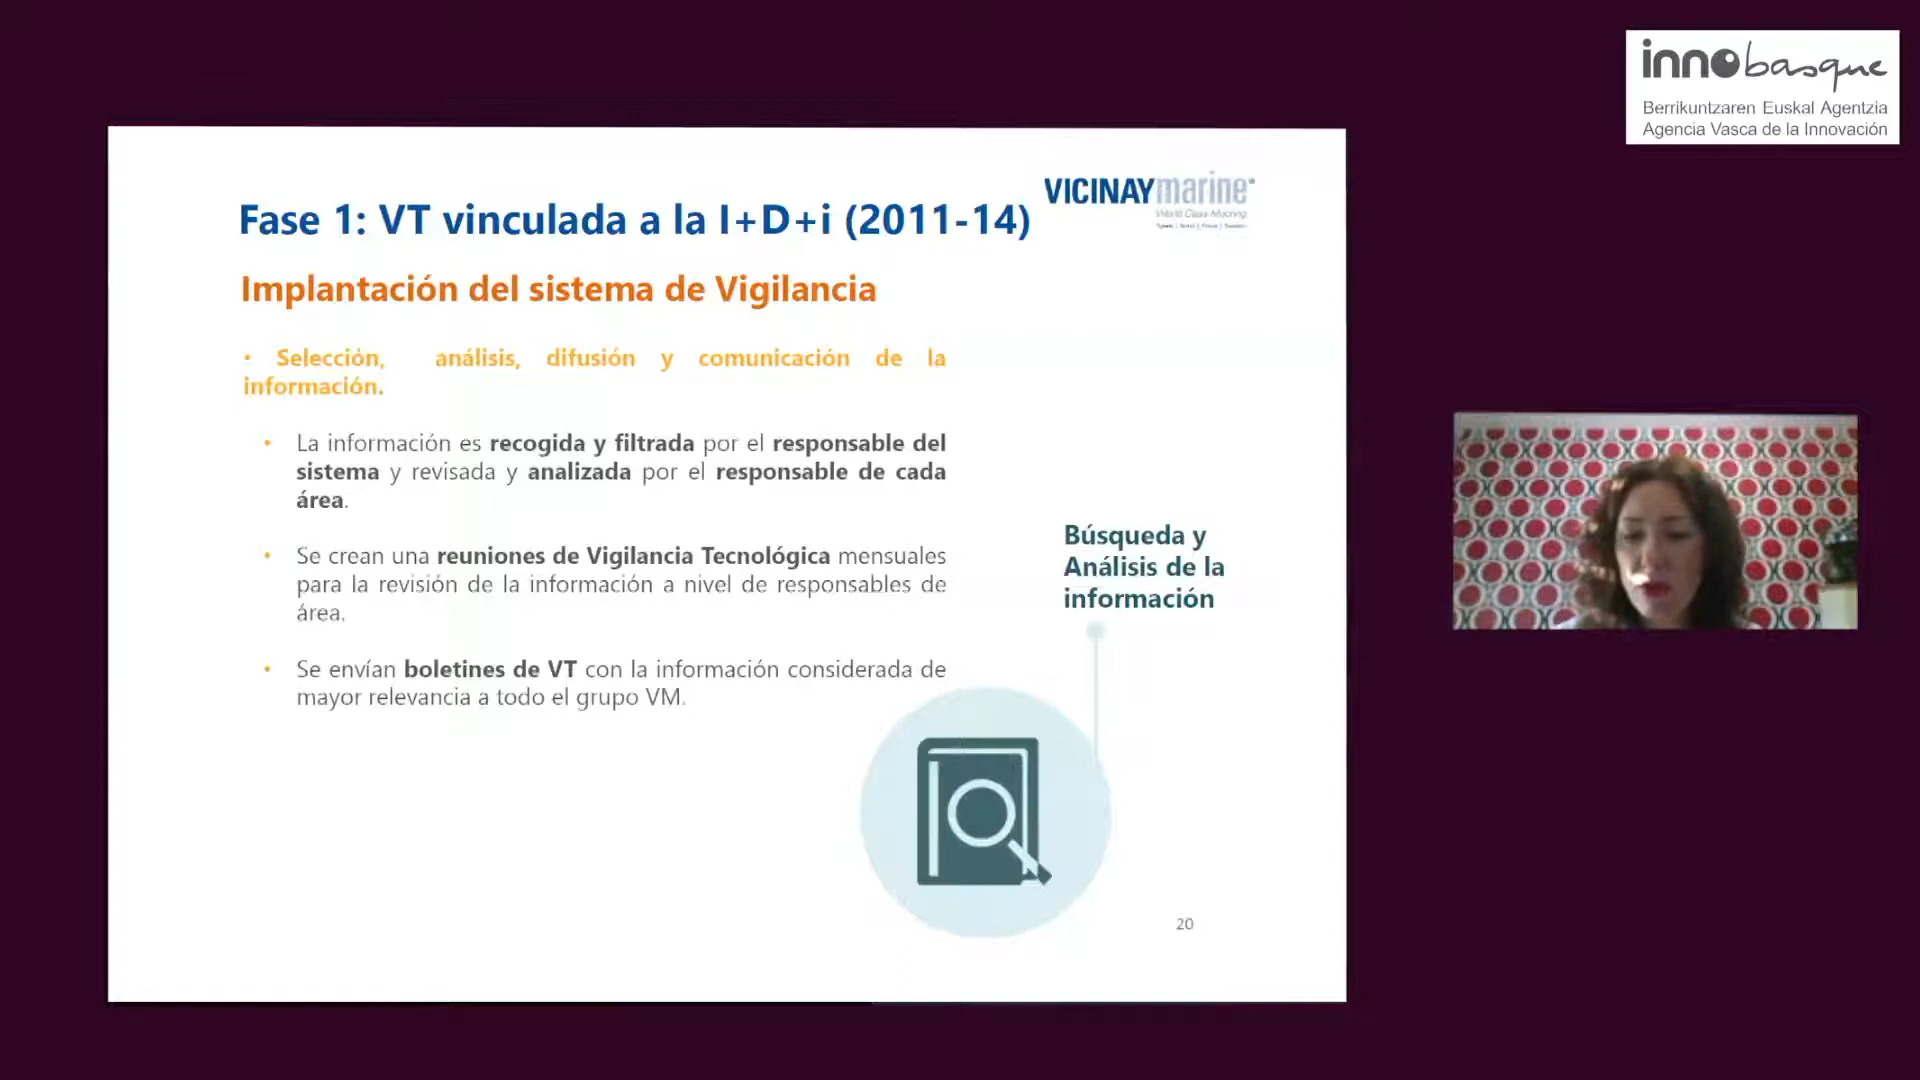 innobasque
Berrikuntzaren Euskal Agentzia
Agencia Vasca de la Innovación
VICINAYmarine
World Class Mooring
Fase 1: VT vinculada a la I+D+i (2011-14)
Implantación del sistema de Vigilancia
• Selección, análisis, difusión y comunicación de la
información.
• La información es recogida y filtrada por el responsable del
sistema y revisada y analizada por el responsable de cada
área.
• Se crean una reuniones de Vigilancia Tecnológica mensuales
para la revisión de la información a nivel de responsables de
área.
• Se envían boletines de VT con la información considerada de
mayor relevancia a todo el grupo VM.
Búsqueda y
Análisis de la
información
20